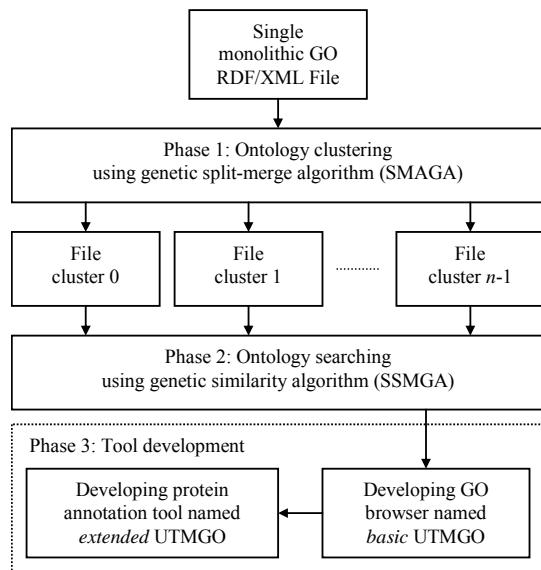 Single
monolithic GO
RDF/XML File
Phase 1: Ontology clustering
using genetic split-merge algorithm (SMAGA)
File
cluster 0
File
cluster 1
File
cluster n-1
Phase 2: Ontology searching
using genetic similarity algorithm (SSMGA)
Phase 3: Tool development
Developing protein
annotation tool named
extended UTMGO
Developing GO
browser named
basic UTMGO